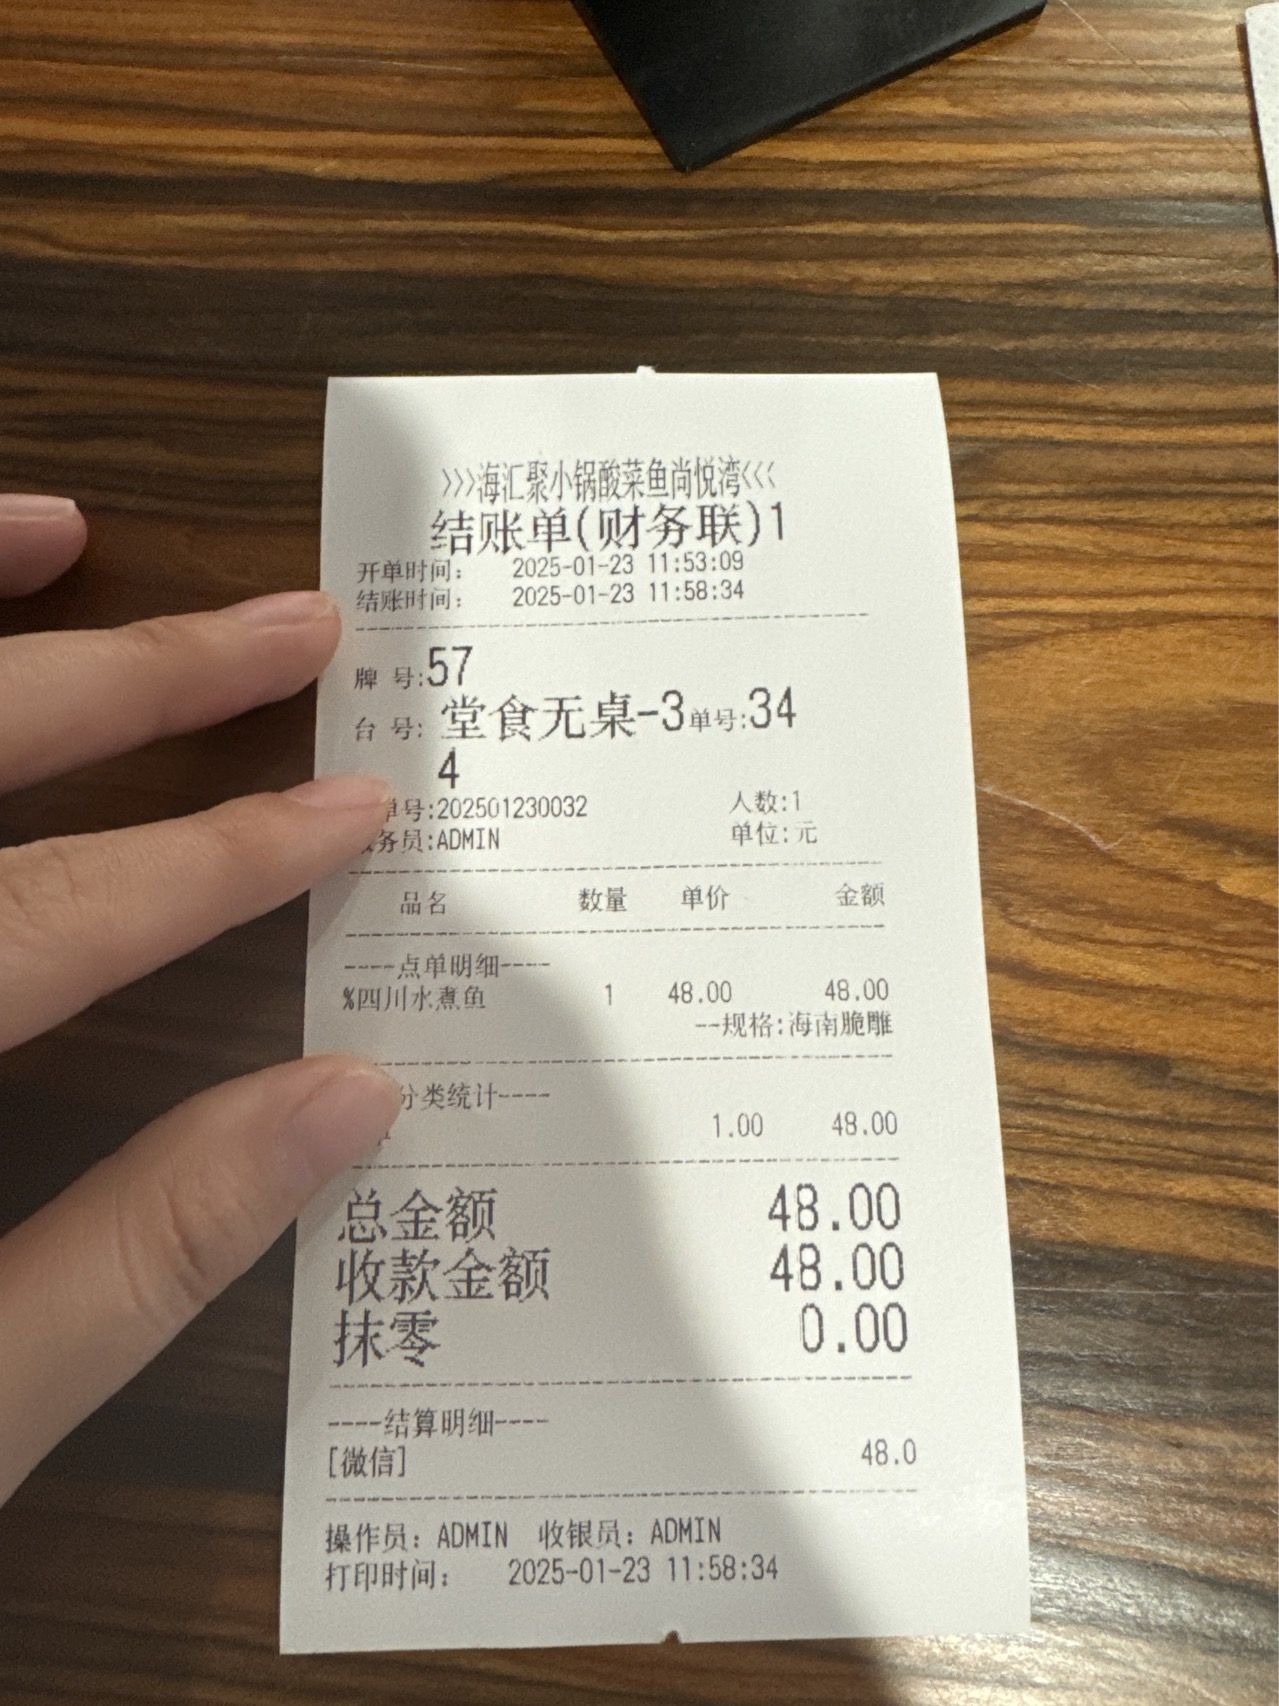 >>>海汇聚小锅酸菜鱼尚悦湾<<<
结账单(财务联)1
开单时间: 2025-01-23 11:53:09
结账时间: 2025-01-23 11:58:34
牌 号:57
台 号: 堂食无桌-3 单号:34
4
单号:202501230032 人数:1
务员:ADMIN 单位:元
品名 数量 单价 金额
----点单明细----
%四川水煮鱼 1 48.00 48.00
--规格:海南脆雕
分类统计----
1.00 48.00
总金额 48.00
收款金额 48.00
抹零 0.00
----结算明细----
[微信] 48.0
操作员: ADMIN 收银员: ADMIN
打印时间: 2025-01-23 11:58:34